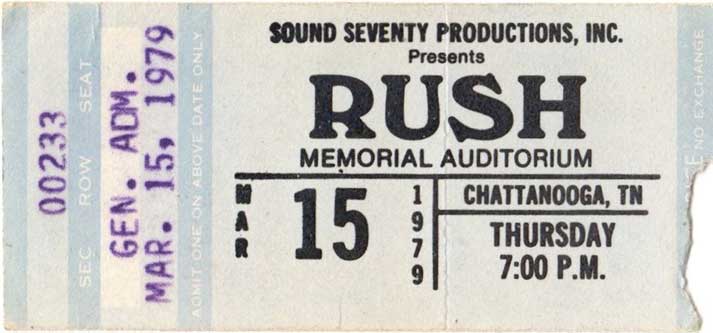 00233
SEC ROW SEAT
GEN. ADM.
MAR. 15, 1979
ADMIT ONE ON ABOVE DATE ONLY
SOUND SEVENTY PRODUCTIONS, INC.
Presents
RUSH
MEMORIAL AUDITORIUM
MAR
15
1979
CHATTANOOGA, TN
THURSDAY
7:00 P.M.
NO EXCHANGE